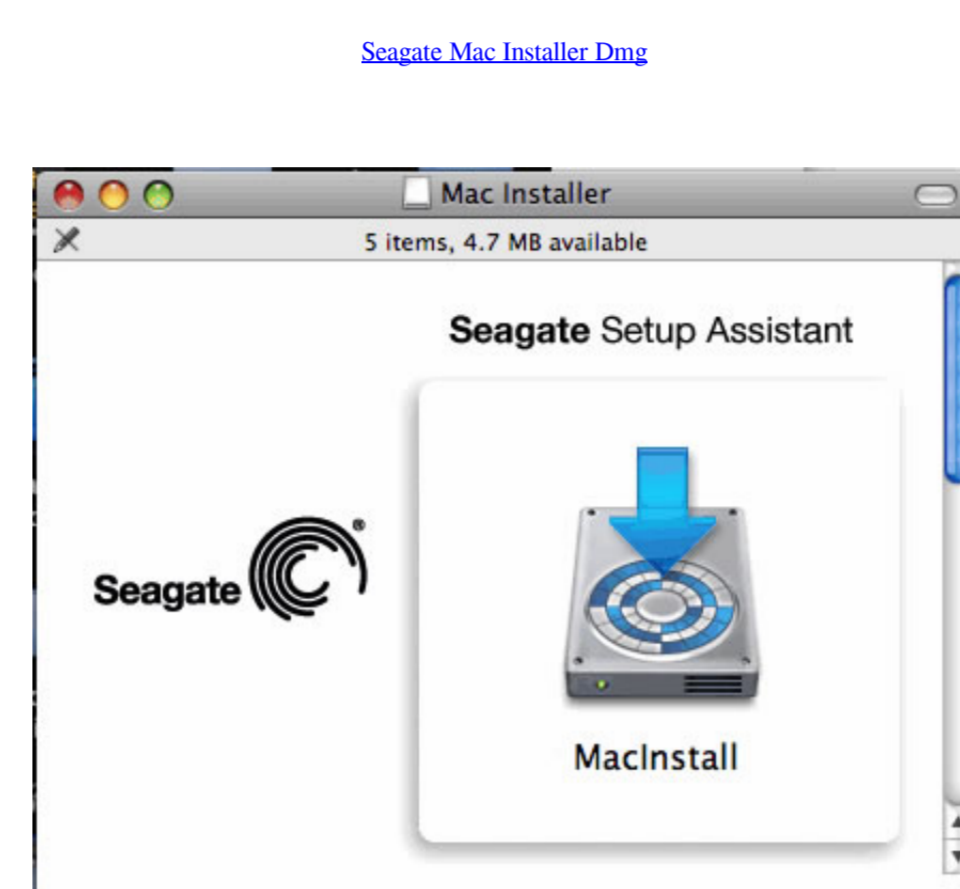 Seagate Mac Installer Dmg
Mac Installer
5 items, 4.7 MB available
Seagate Setup Assistant
Seagate ®
MacInstall